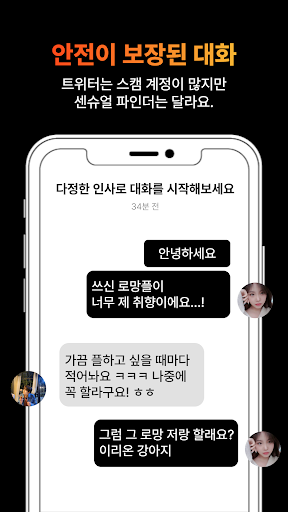 안전이 보장된 대화
트위터는 스캠 계정이 많지만
센슈얼 파인더는 달라요.
다정한 인사로 대화를 시작해보세요
34분 전
안녕하세요
쓰신 로망플이
너무 제 취향이에요...!
가끔 플하고 싶을 때마다
적어놔요 ㅋㅋㅋ 나중에
꼭 할라구요! ㅎㅎ
그럼 그 로망 저랑 할래요?
이리온 강아지